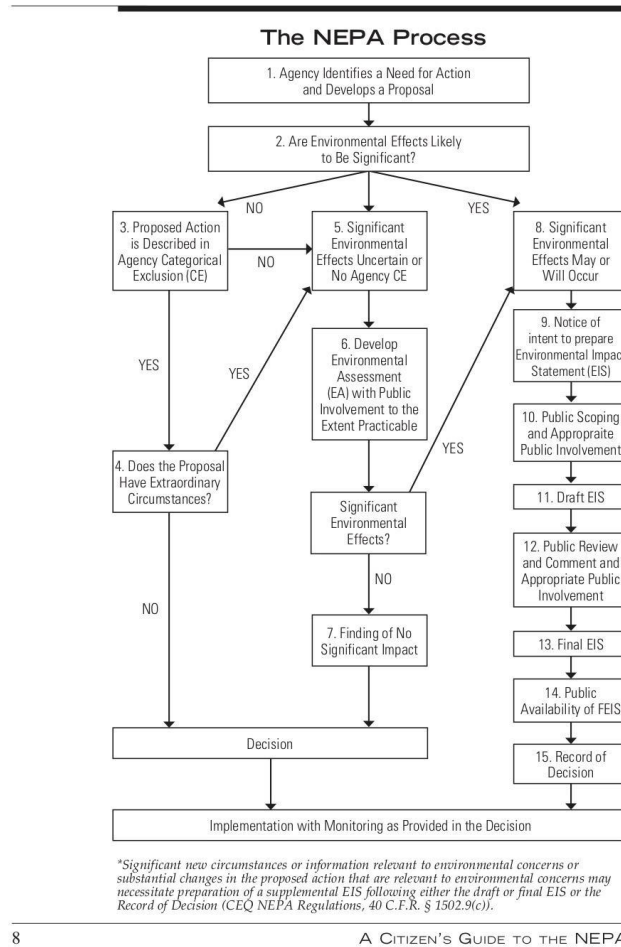 The NEPA Process
1. Agency Identifies a Need for Action
and Develops a Proposal
2. Are Environmental Effects Likely
to Be Significant?
NO
YES
3. Proposed Action
is Described in
Agency Categorical
Exclusion (CE)
NO
5. Significant
Environmental
Effects Uncertain or
No Agency CE
8. Significant
Environmental
Effects May or
Will Occur
9. Notice of
intent to prepare
Environmental Impac
Statement (EIS)
YES
YES
6. Develop
Environmental
Assessment
(EA) with Public
Involvement to the
Extent Practicable
10. Public Scoping
and Appropraite
Public Involvement
YES
4. Does the Proposal
Have Extraordinary
Circumstances?
Significant
Environmental
Effects?
11. Draft EIS
12. Public Review
and Comment and
Appropriate Public
Involvement
NO
NO
7. Finding of No
Significant Impact
13. Final EIS
14. Public
Availability of FEIS
Decision
15. Record of
Decision
Implementation with Monitoring as Provided in the Decision
*Significant new circumstances or information relevant to environmental concerns or
substantial changes in the proposed action that are relevant to environmental concerns may
necessitate preparation of a supplemental EIS following either the draft or final EIS or the
Record of Decision (CEQ NEPA Regulations, 40 C.F.R. § 1502.9(c)).
8
A CITIZEN'S GUIDE TO THE NEPA